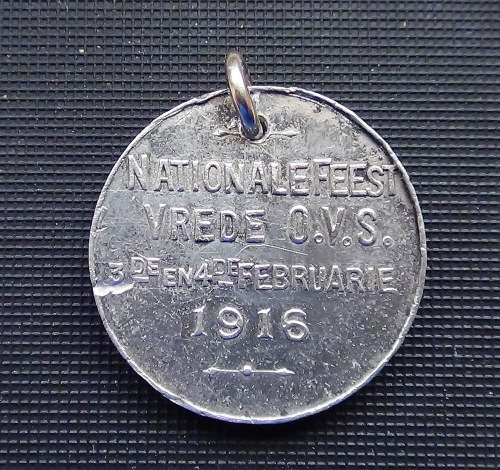 NATIONALE FEEST
VREDE O.V.S.
3DE EN 4DE FEBRUARIE
1916